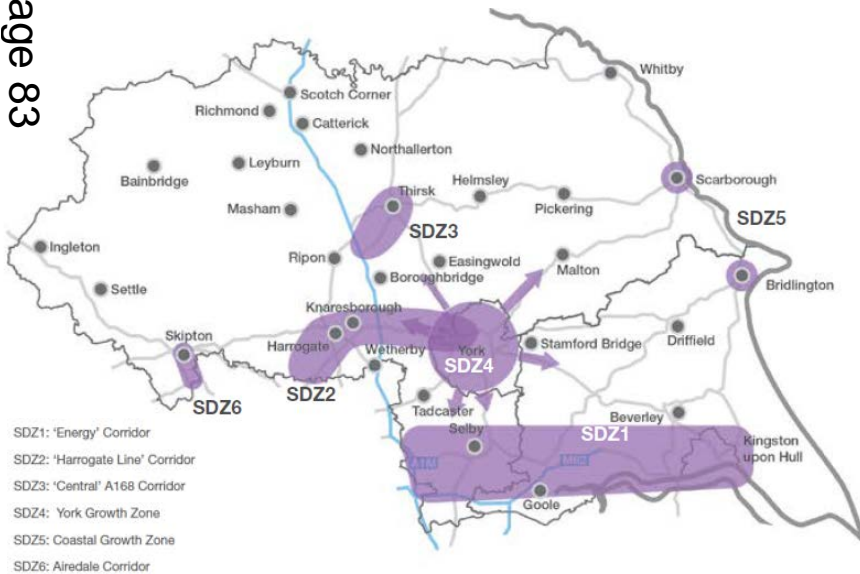 age 83
Whitby
Scotch Corner
Richmond
Catterick
Northallerton
Leyburn
Bainbridge
Thirsk
Helmsley
Scarborough
Masham
Pickering
SDZ5
SDZ3
Ingleton
Ripon
Easingwold
Malton
Boroughbridge
Bridlington
Settle
Knaresborough
Skipton
Harrogate
Wetherby
York
SDZ4
Stamford Bridge
Driffield
SDZ2
SDZ6
Tadcaster
Beverley
Selby
SDZ1
Kingston
upon Hull
A1M
M62
Goole
SDZ1: ‘Energy’ Corridor
SDZ2: ‘Harrogate Line’ Corridor
SDZ3: ‘Central’ A168 Corridor
SDZ4: York Growth Zone
SDZ5: Coastal Growth Zone
SDZ6: Airedale Corridor